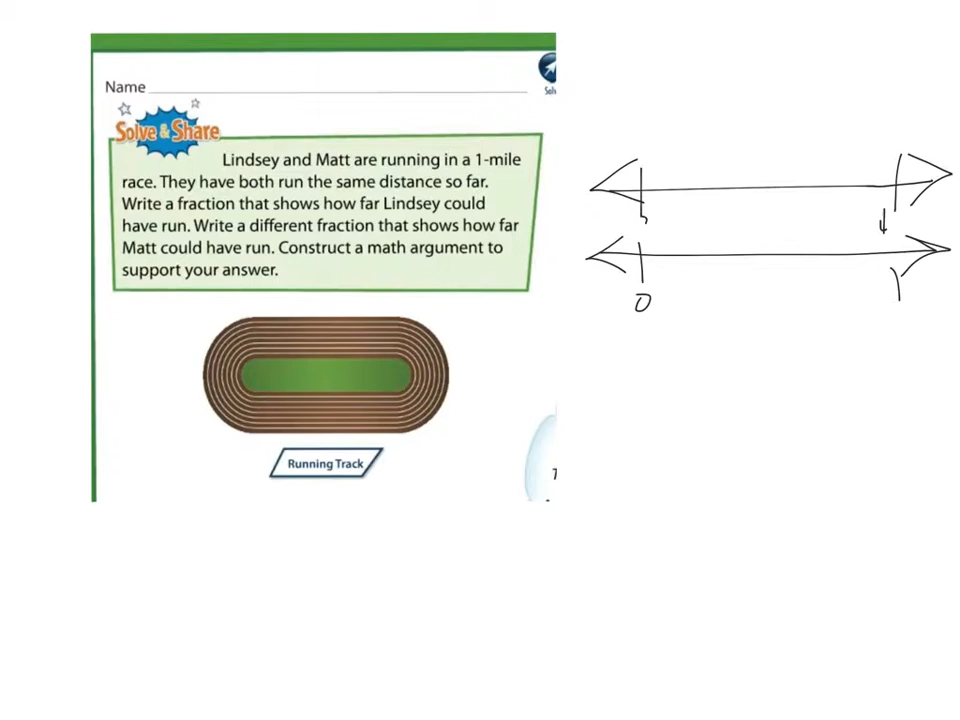 Name
Solve & Share
Lindsey and Matt are running in a 1-mile
race. They have both run the same distance so far.
Write a fraction that shows how far Lindsey could
have run. Write a different fraction that shows how far
Matt could have run. Construct a math argument to
support your answer.
Running Track
0
1